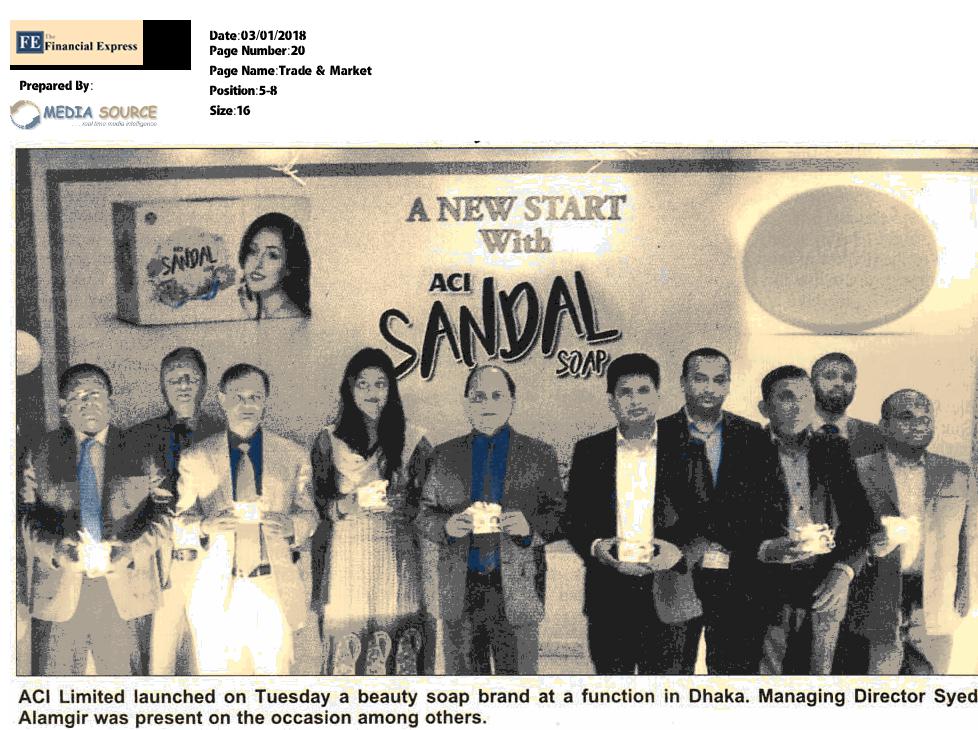 FE The
Financial Express
Date:03/01/2018
Page Number:20
Page Name:Trade & Market
Position:5-8
Size:16
Prepared By:
MEDIA SOURCE
....real time media intelligence
A NEW START
With
ACI
SANDAL
SOAP
ACI
SANDAL
ACI Limited launched on Tuesday a beauty soap brand at a function in Dhaka. Managing Director Syed
Alamgir was present on the occasion among others.